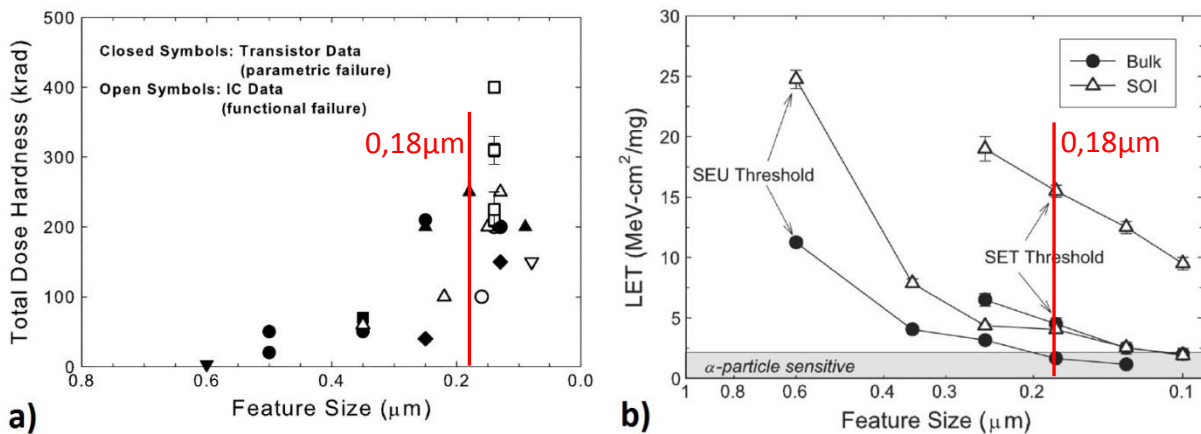 500
400
300
200
100
0
Total Dose Hardness (krad)
Closed Symbols: Transistor Data
(parametric failure)
Open Symbols: IC Data
(functional failure)
0,18µm
0.8
0.6
0.4
0.2
0.0
Feature Size (µm)
a)
30
25
20
15
10
5
0
LET (MeV-cm²/mg)
Bulk
SOI
0,18µm
SEU Threshold
SET Threshold
α-particle sensitive
1
0.8
0.6
0.4
0.3
0.2
0.1
Feature Size (µm)
b)